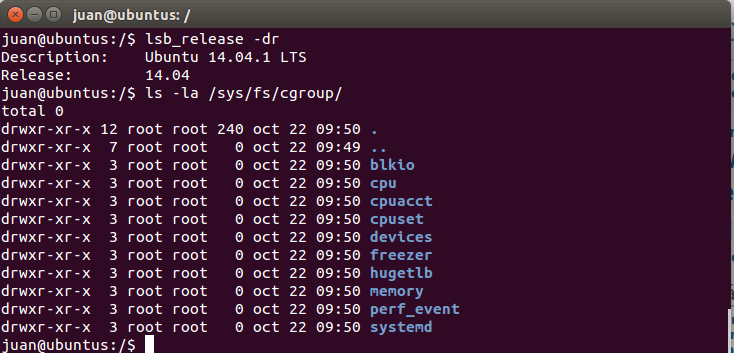 juan@ubuntus: /
juan@ubuntus:/$ lsb_release -dr
Description:    Ubuntu 14.04.1 LTS
Release:        14.04
juan@ubuntus:/$ ls -la /sys/fs/cgroup/
total 0
drwxr-xr-x 12 root root 240 oct 22 09:50 .
drwxr-xr-x  7 root root   0 oct 22 09:49 ..
drwxr-xr-x  3 root root   0 oct 22 09:50 blkio
drwxr-xr-x  3 root root   0 oct 22 09:50 cpu
drwxr-xr-x  3 root root   0 oct 22 09:50 cpuacct
drwxr-xr-x  3 root root   0 oct 22 09:50 cpuset
drwxr-xr-x  3 root root   0 oct 22 09:50 devices
drwxr-xr-x  3 root root   0 oct 22 09:50 freezer
drwxr-xr-x  3 root root   0 oct 22 09:50 hugetlb
drwxr-xr-x  3 root root   0 oct 22 09:50 memory
drwxr-xr-x  3 root root   0 oct 22 09:50 perf_event
drwxr-xr-x  3 root root   0 oct 22 09:50 systemd
juan@ubuntus:/$